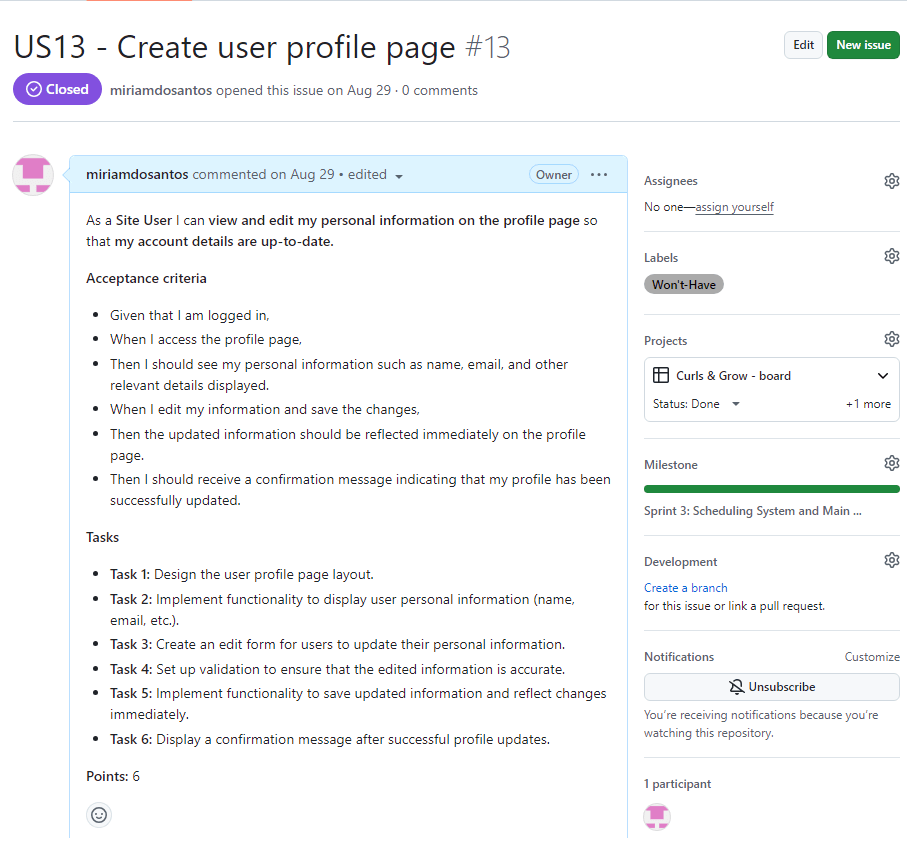 US13 - Create user profile page #13
Edit
New issue
Closed
miriamdosantos opened this issue on Aug 29 · 0 comments
miriamdosantos commented on Aug 29 • edited
Owner
As a Site User I can view and edit my personal information on the profile page so
that my account details are up-to-date.
Acceptance criteria
• Given that I am logged in,
• When I access the profile page,
• Then I should see my personal information such as name, email, and other
relevant details displayed.
• When I edit my information and save the changes,
• Then the updated information should be reflected immediately on the profile
page.
• Then I should receive a confirmation message indicating that my profile has been
successfully updated.
Tasks
• Task 1: Design the user profile page layout.
• Task 2: Implement functionality to display user personal information (name,
email, etc.).
• Task 3: Create an edit form for users to update their personal information.
• Task 4: Set up validation to ensure that the edited information is accurate.
• Task 5: Implement functionality to save updated information and reflect changes
immediately.
• Task 6: Display a confirmation message after successful profile updates.
Points: 6
Assignees
No one—assign yourself
Labels
Won't-Have
Projects
Curls & Grow - board
Status: Done
+1 more
Milestone
Sprint 3: Scheduling System and Main ...
Development
Create a branch
for this issue or link a pull request.
Notifications
Customize
Unsubscribe
You're receiving notifications because you're
watching this repository.
1 participant